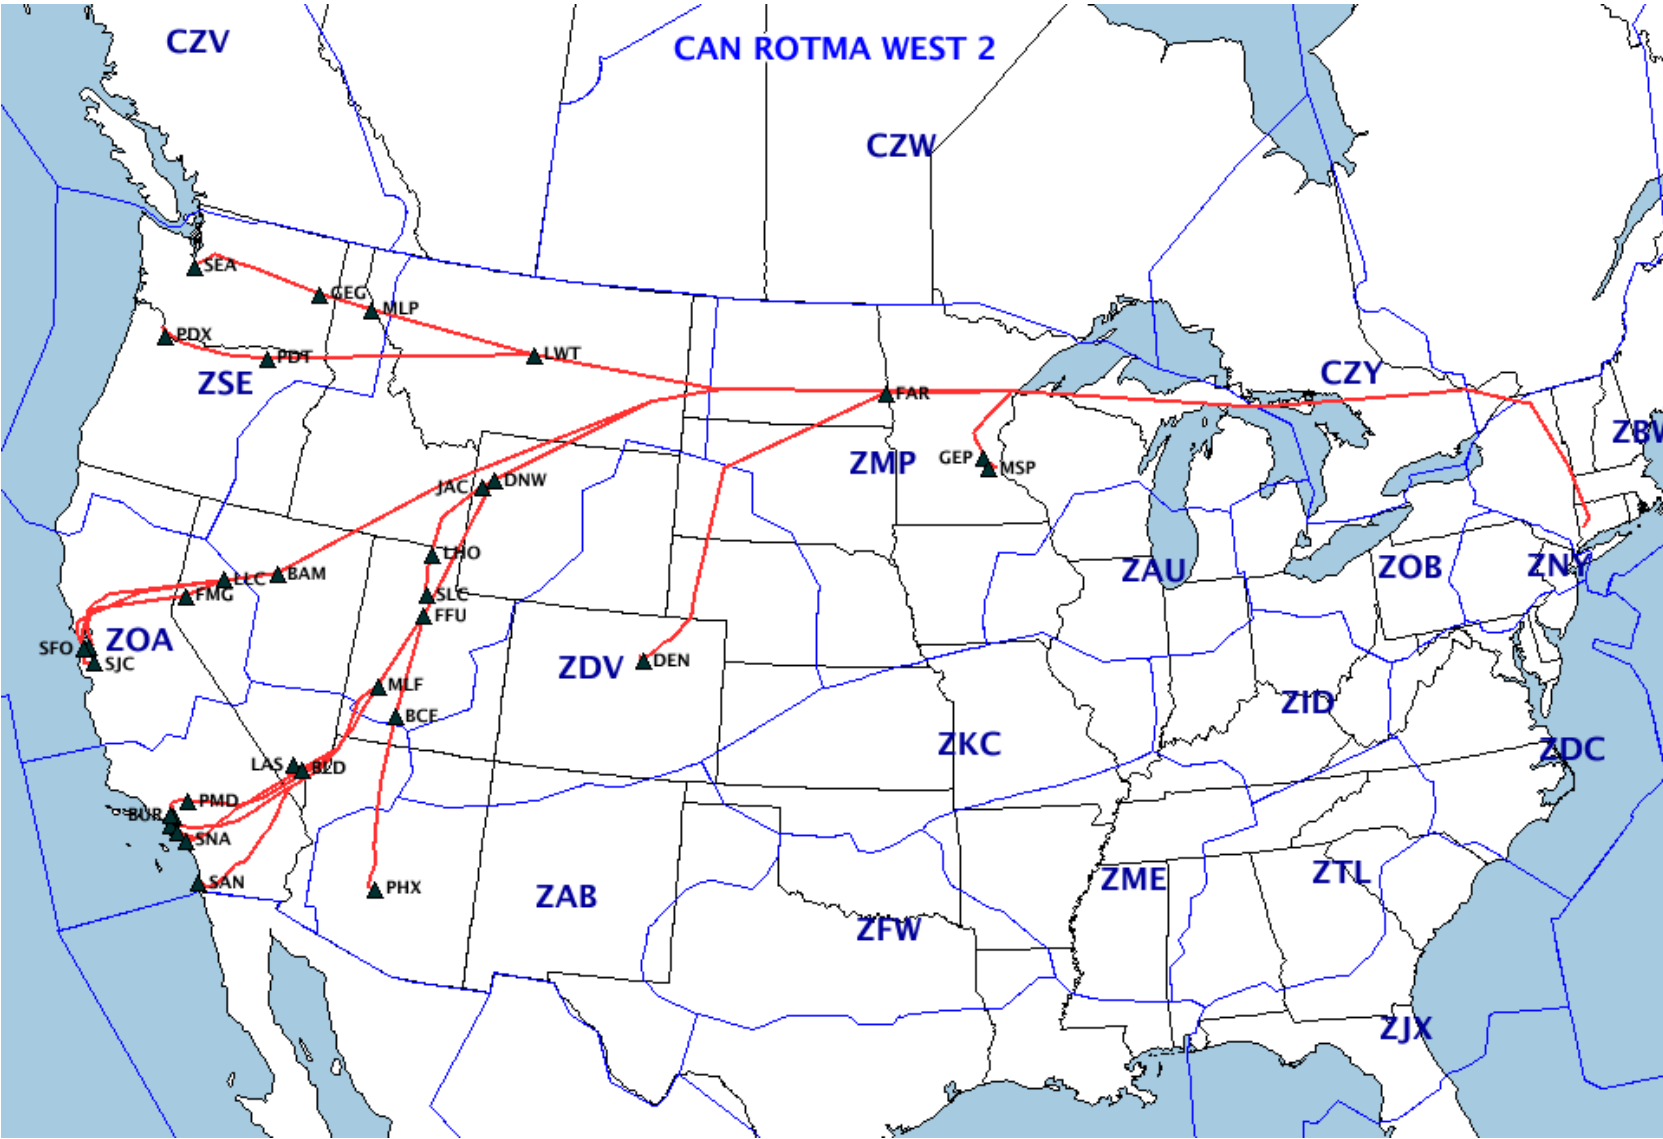 CZV
CAN ROTMA WEST 2
CZW
SEA
GEG
MLP
PDX
PDT
LWT
ZSE
CZY
FAR
ZBW
ZMP
GEP
MSP
JAC
DNW
LHO
LLC
BAM
FMG
SLC
FFU
ZAU
ZOB
ZNY
SFO
ZOA
SJC
ZDV
DEN
MLF
BCE
ZID
ZKC
ZDC
LAS
BLD
PMD
BUR
SNA
SAN
PHX
ZAB
ZME
ZTL
ZFW
ZJX